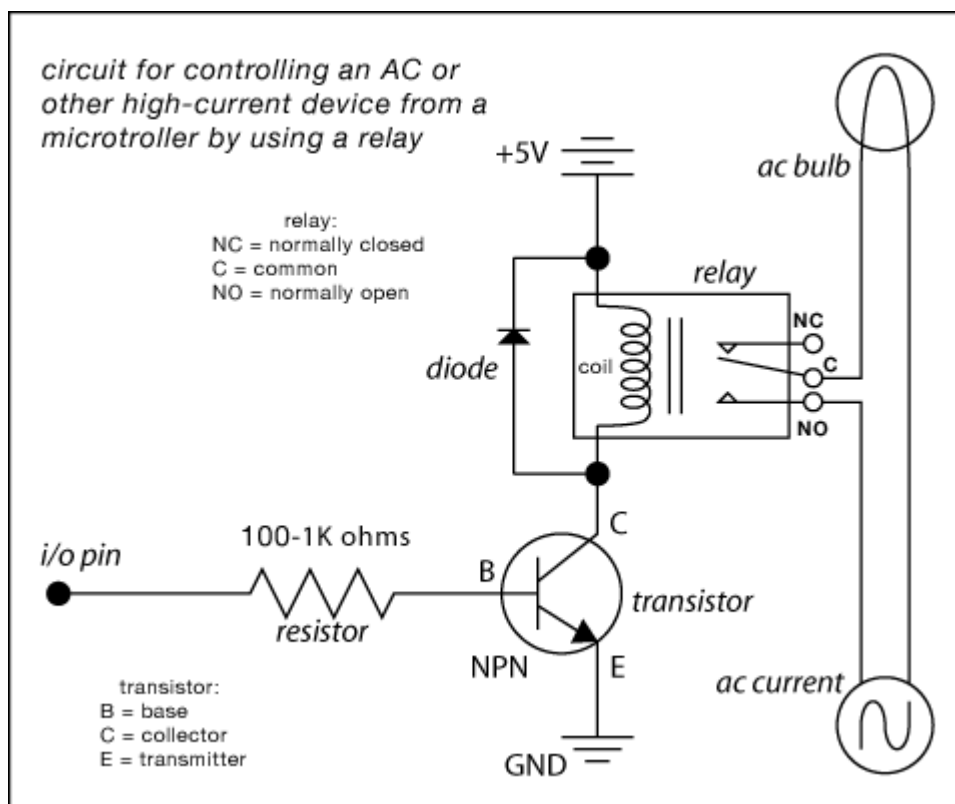 circuit for controlling an AC or
other high-current device from a
microtroller by using a relay
+5V
ac bulb
relay:
NC = normally closed
C = common
NO = normally open
relay
NC
diode
coil
C
NO
100-1K ohms
C
i/o pin
B
resistor
transistor
NPN
E
ac current
transistor:
B = base
C = collector
E = transmitter
GND